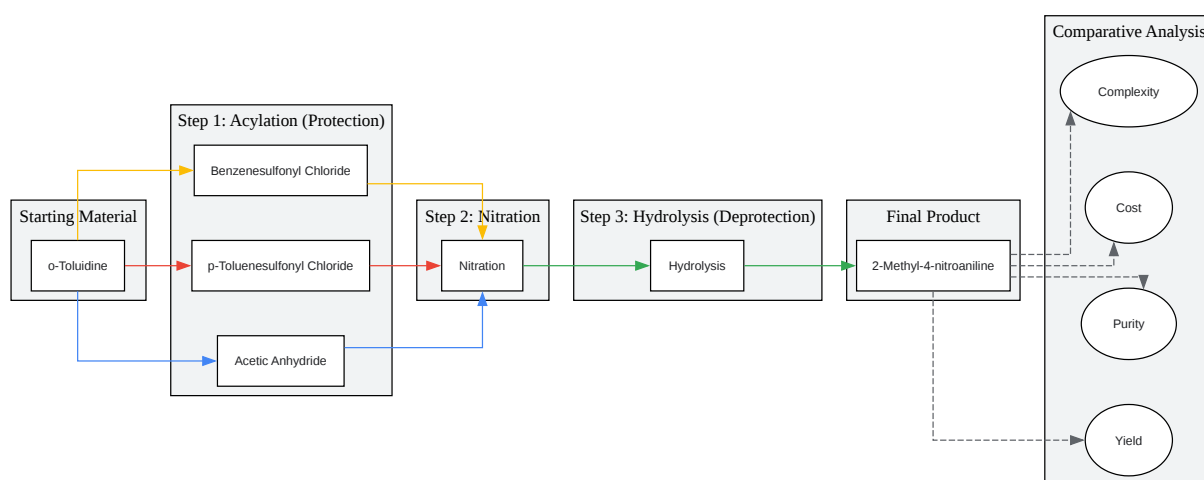 Starting Material
o-Toluidine
Step 1: Acylation (Protection)
Benzenesulfonyl Chloride
p-Toluenesulfonyl Chloride
Acetic Anhydride
Step 2: Nitration
Nitration
Step 3: Hydrolysis (Deprotection)
Hydrolysis
Final Product
2-Methyl-4-nitroaniline
Comparative Analysis
Complexity
Cost
Purity
Yield